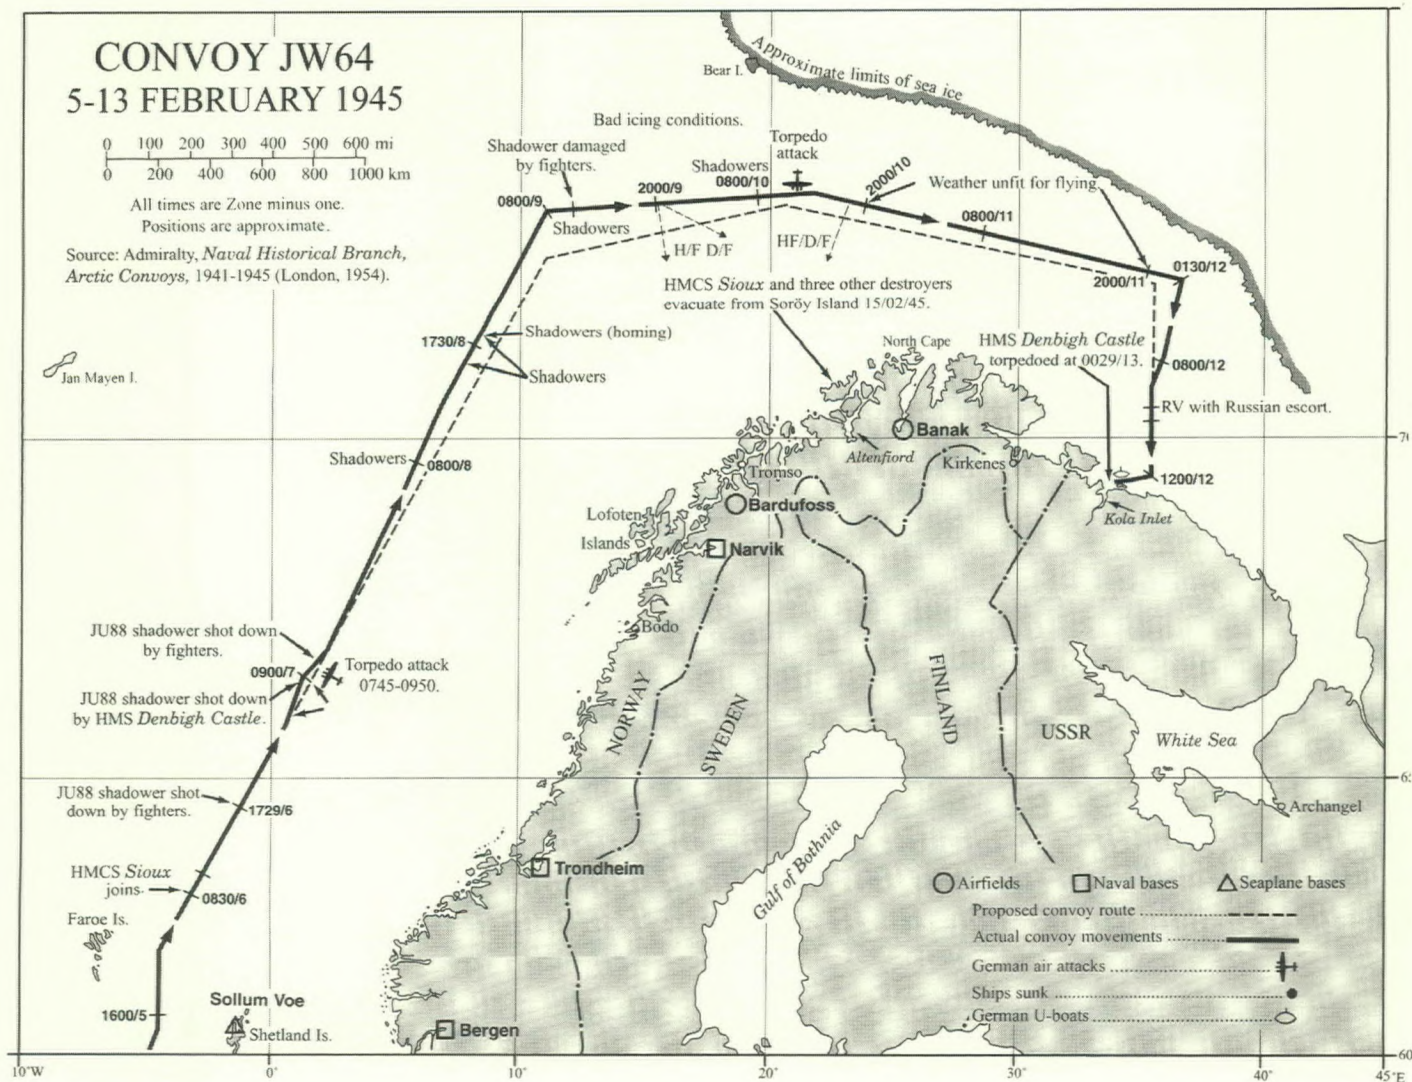 CONVOY JW64
5-13 FEBRUARY 1945
0 100 200 300 400 500 600 mi
0 200 400 600 800 1000 km
All times are Zone minus one.
Positions are approximate.
Source: Admiralty, Naval Historical Branch,
Arctic Convoys, 1941-1945 (London, 1954).
Approximate limits of sea ice
Bear I.
Bad icing conditions.
Shadower damaged
by fighters.
Torpedo
attack
Shadowers
0800/10
2000/9
0800/9
Shadowers
2000/10
Weather unfit for flying
0800/11
H/F D/F
HF/D/F
2000/11
0130/12
HMCS Sioux and three other destroyers
evacuate from Soröy Island 15/02/45.
North Cape
HMS Denbigh Castle
torpedoed at 0029/13.
0800/12
RV with Russian escort.
1200/12
Shadowers (homing)
1730/8
Shadowers
Jan Mayen I.
Shadowers
0800/8
Banak
Altenfiord
Kirkenes
Tromso
Bardufoss
Kola Inlet
Lofoten
Islands
Narvik
Bodo
JU88 shadower shot down
by fighters.
0900/7
Torpedo attack
0745-0950.
JU88 shadower shot down
by HMS Denbigh Castle.
NORWAY
SWEDEN
FINLAND
USSR
White Sea
JU88 shadower shot
down by fighters.
1729/6
Archangel
Gulf of Bothnia
Trondheim
HMCS Sioux
joins
0830/6
Faroe Is.
Airfields
Naval bases
Seaplane bases
Proposed convoy route
Actual convoy movements
German air attacks
Ships sunk
German U-boats
1600/5
Sollum Voe
Shetland Is.
Bergen
60
10°W
0°
10°
20°
30°
40°
45°E